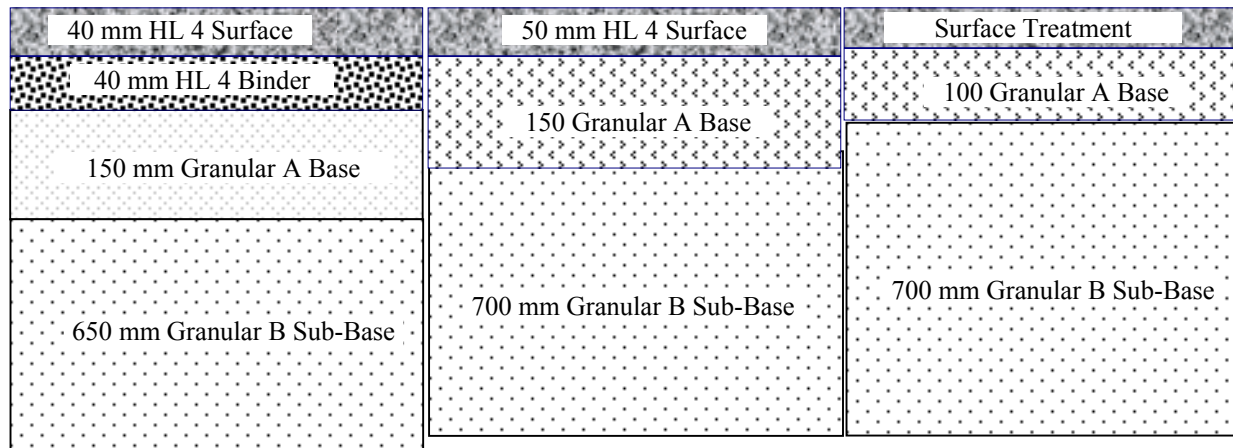 40 mm HL 4 Surface
40 mm HL 4 Binder
150 mm Granular A Base
650 mm Granular B Sub-Base
50 mm HL 4 Surface
150 Granular A Base
700 mm Granular B Sub-Base
Surface Treatment
100 Granular A Base
700 mm Granular B Sub-Base